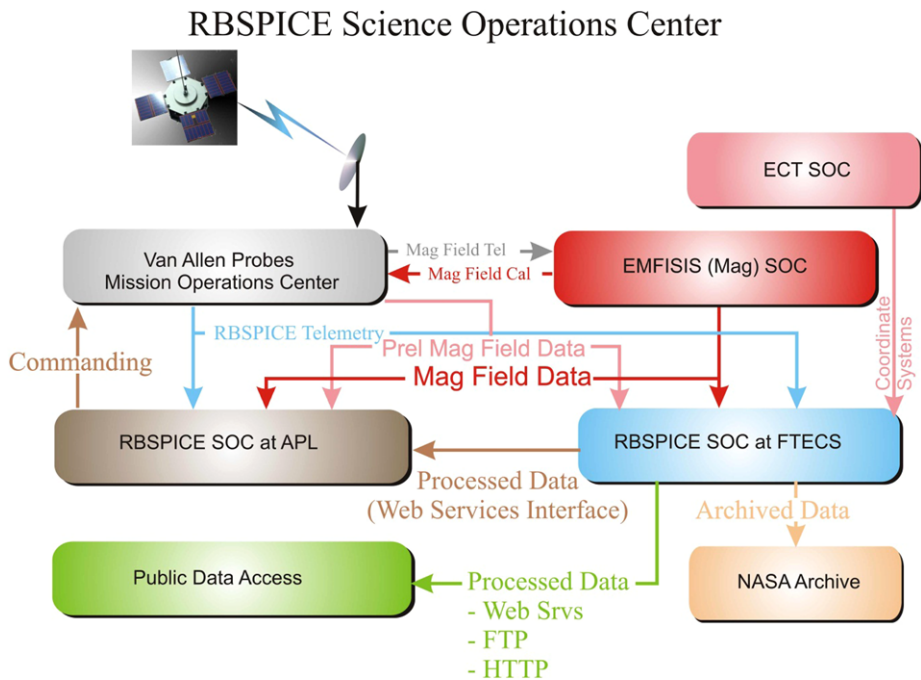 RBSPICE Science Operations Center
ECT SOC
Van Allen Probes
Mission Operations Center
Mag Field Tel
Mag Field Cal
EMFISIS (Mag) SOC
Coordinate
Systems
RBSPICE Telemetry
Commanding
Prel Mag Field Data
Mag Field Data
RBSPICE SOC at APL
RBSPICE SOC at FTECS
Processed Data
(Web Services Interface)
Archived Data
Public Data Access
Processed Data
- Web Srvs
- FTP
- HTTP
NASA Archive